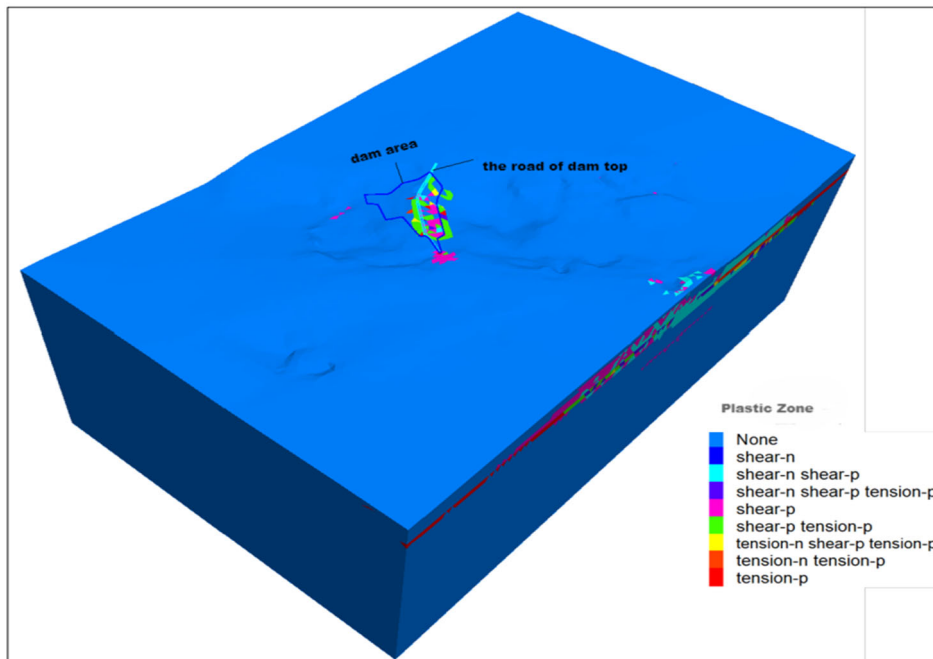 dam area
the road of dam top
Plastic Zone
None
shear-n
shear-n shear-p
shear-n shear-p tension-p
shear-p
shear-p tension-p
tension-n shear-p tension-p
tension-n tension-p
tension-p